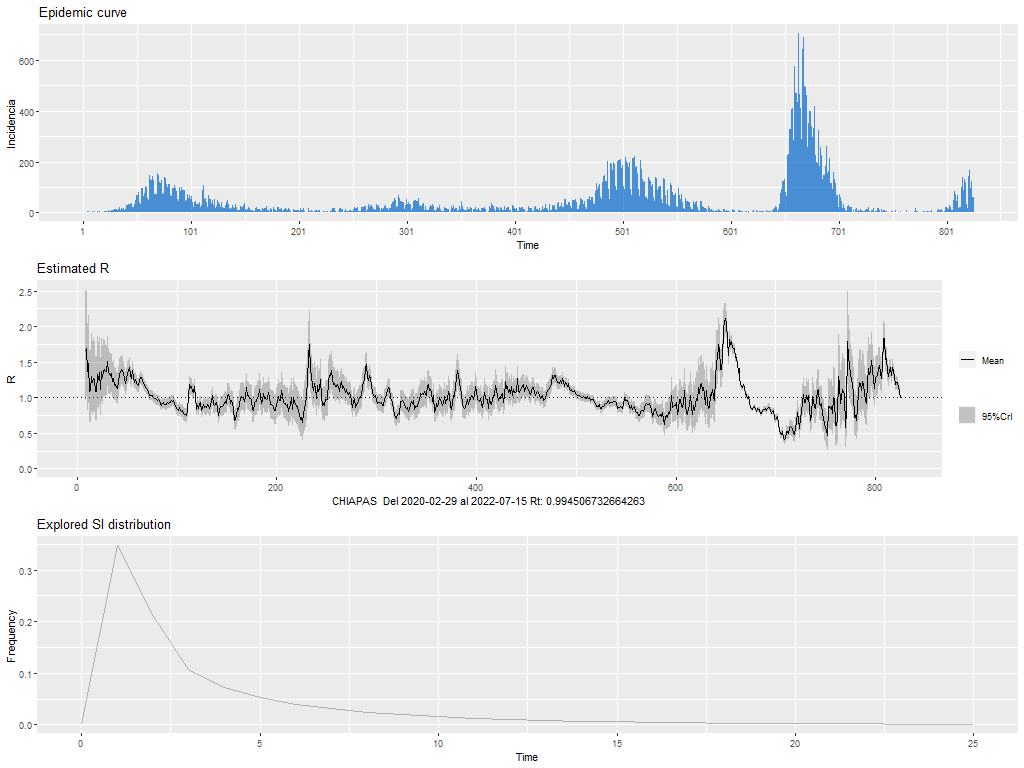 Epidemic curve
600
400
200
0
Incidencia
1 101 201 301 401 501 601 701 801
Time
Estimated R
2.5
2.0
1.5
1.0
0.5
0.0
R
Mean
95%CrI
0 200 400 600 800
CHIAPAS Del 2020-02-29 al 2022-07-15 Rt: 0.994506732664263
Explored SI distribution
0.3
0.2
0.1
0.0
Frequency
0 5 10 15 20 25
Time